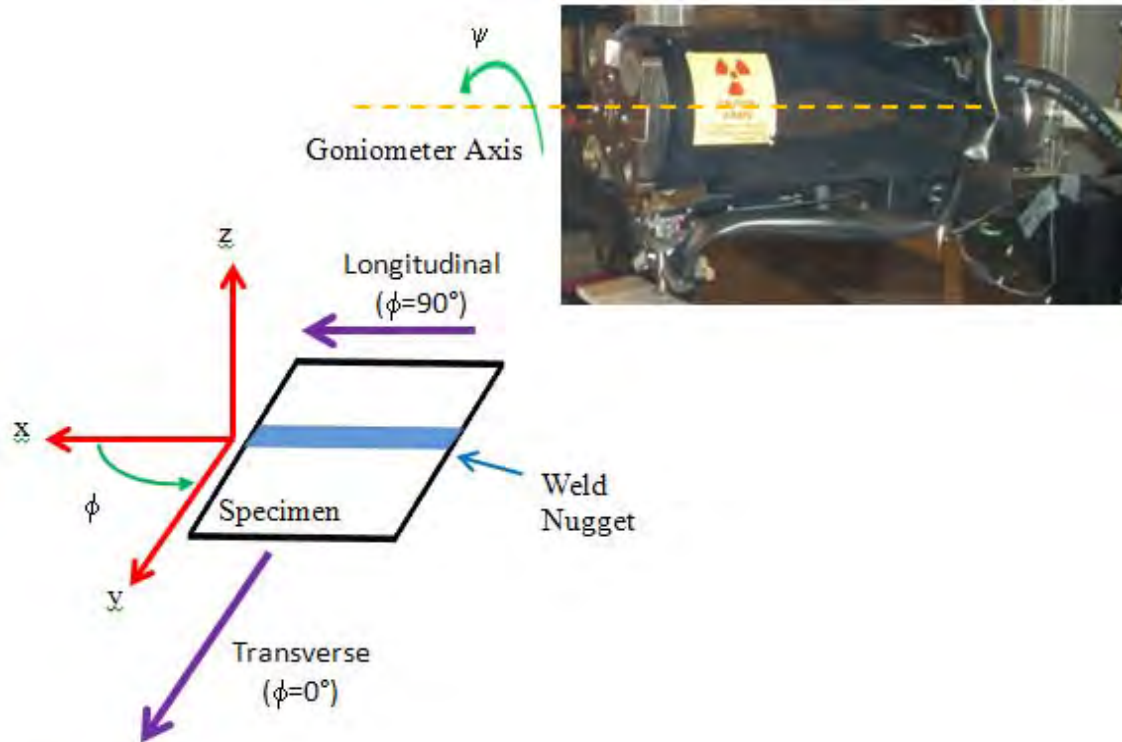 ψ
Goniometer Axis
z
Longitudinal
(ϕ=90°)
x
ϕ
Specimen
Weld
Nugget
y
Transverse
(ϕ=0°)